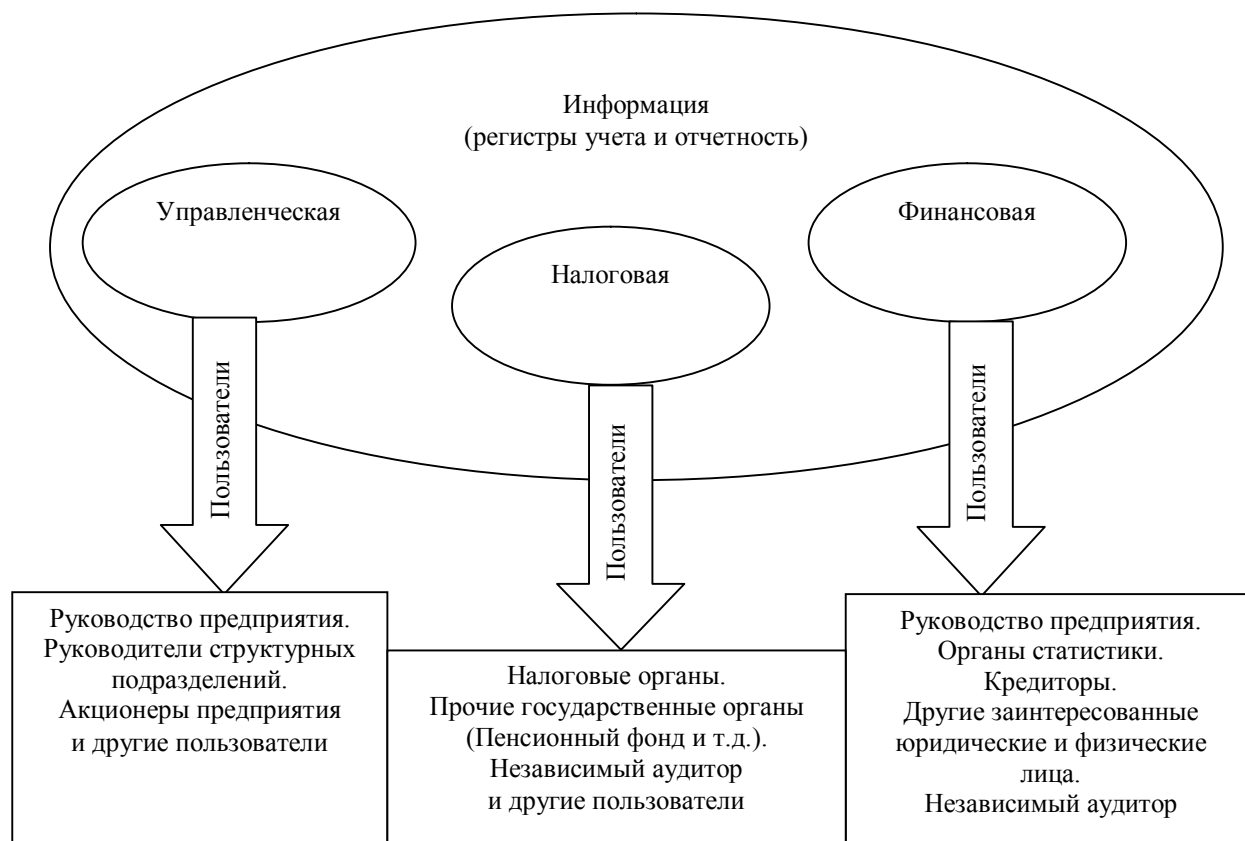 Информация
(регистры учета и отчетность)
Управленческая
Налоговая
Финансовая
Пользователи
Пользователи
Пользователи
Руководство предприятия.
Руководители структурных
подразделений.
Акционеры предприятия
и другие пользователи
Налоговые органы.
Прочие государственные органы
(Пенсионный фонд и т.д.).
Независимый аудитор
и другие пользователи
Руководство предприятия.
Органы статистики.
Кредиторы.
Другие заинтересованные
юридические и физические
лица.
Независимый аудитор